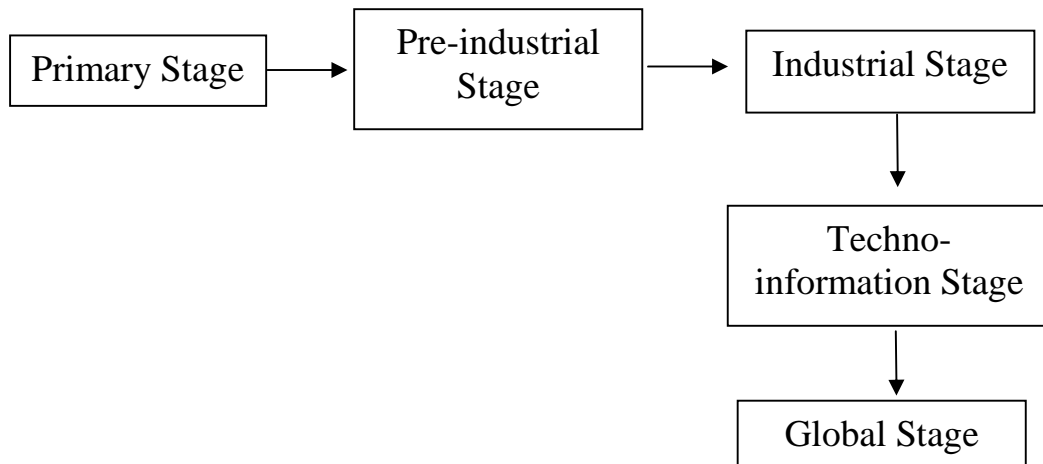 Primary Stage
Pre-industrial
Stage
Industrial Stage
Techno-
information Stage
Global Stage